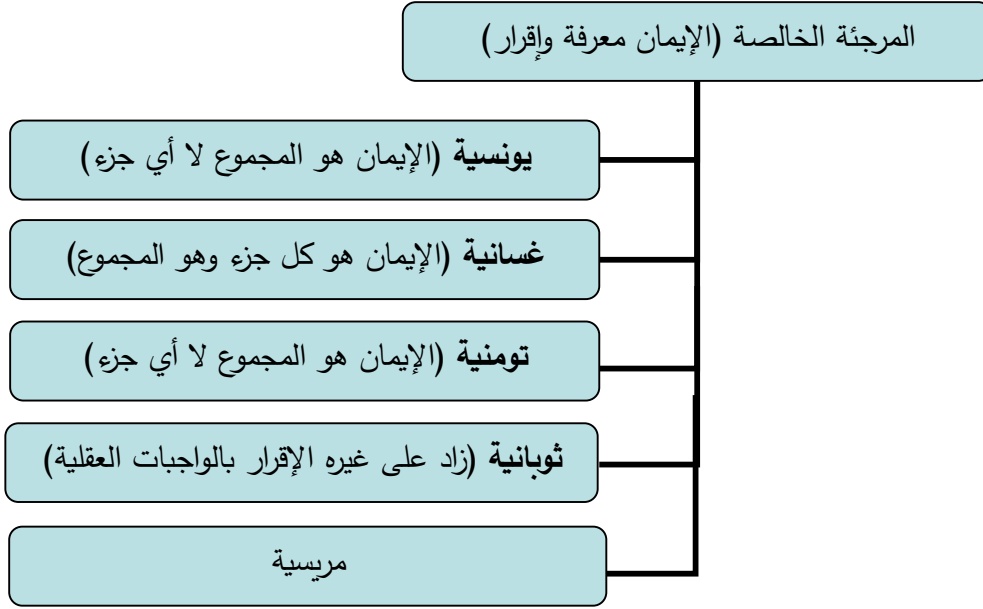 المرجئة الخالصة (الإيمان معرفة وإقرار)
يونسية (الإيمان هو المجموع لا أي جزء)
غسانية (الإيمان هو كل جزء وهو المجموع)
تومنية (الإيمان هو المجموع لا أي جزء)
ثوبانية (زاد على غيره الإقرار بالواجبات العقلية)
مريسية